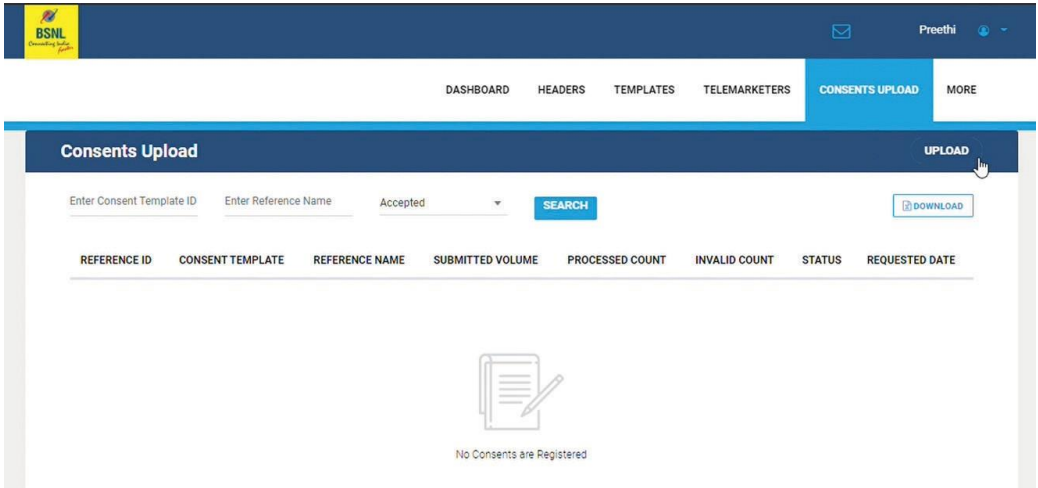 BSNL
Connecting India
faster
Preethi
DASHBOARD HEADERS TEMPLATES TELEMARKETERS CONSENTS UPLOAD MORE
Consents Upload UPLOAD
Enter Consent Template ID Enter Reference Name Accepted SEARCH DOWNLOAD
REFERENCE ID CONSENT TEMPLATE REFERENCE NAME SUBMITTED VOLUME PROCESSED COUNT INVALID COUNT STATUS REQUESTED DATE
No Consents are Registered